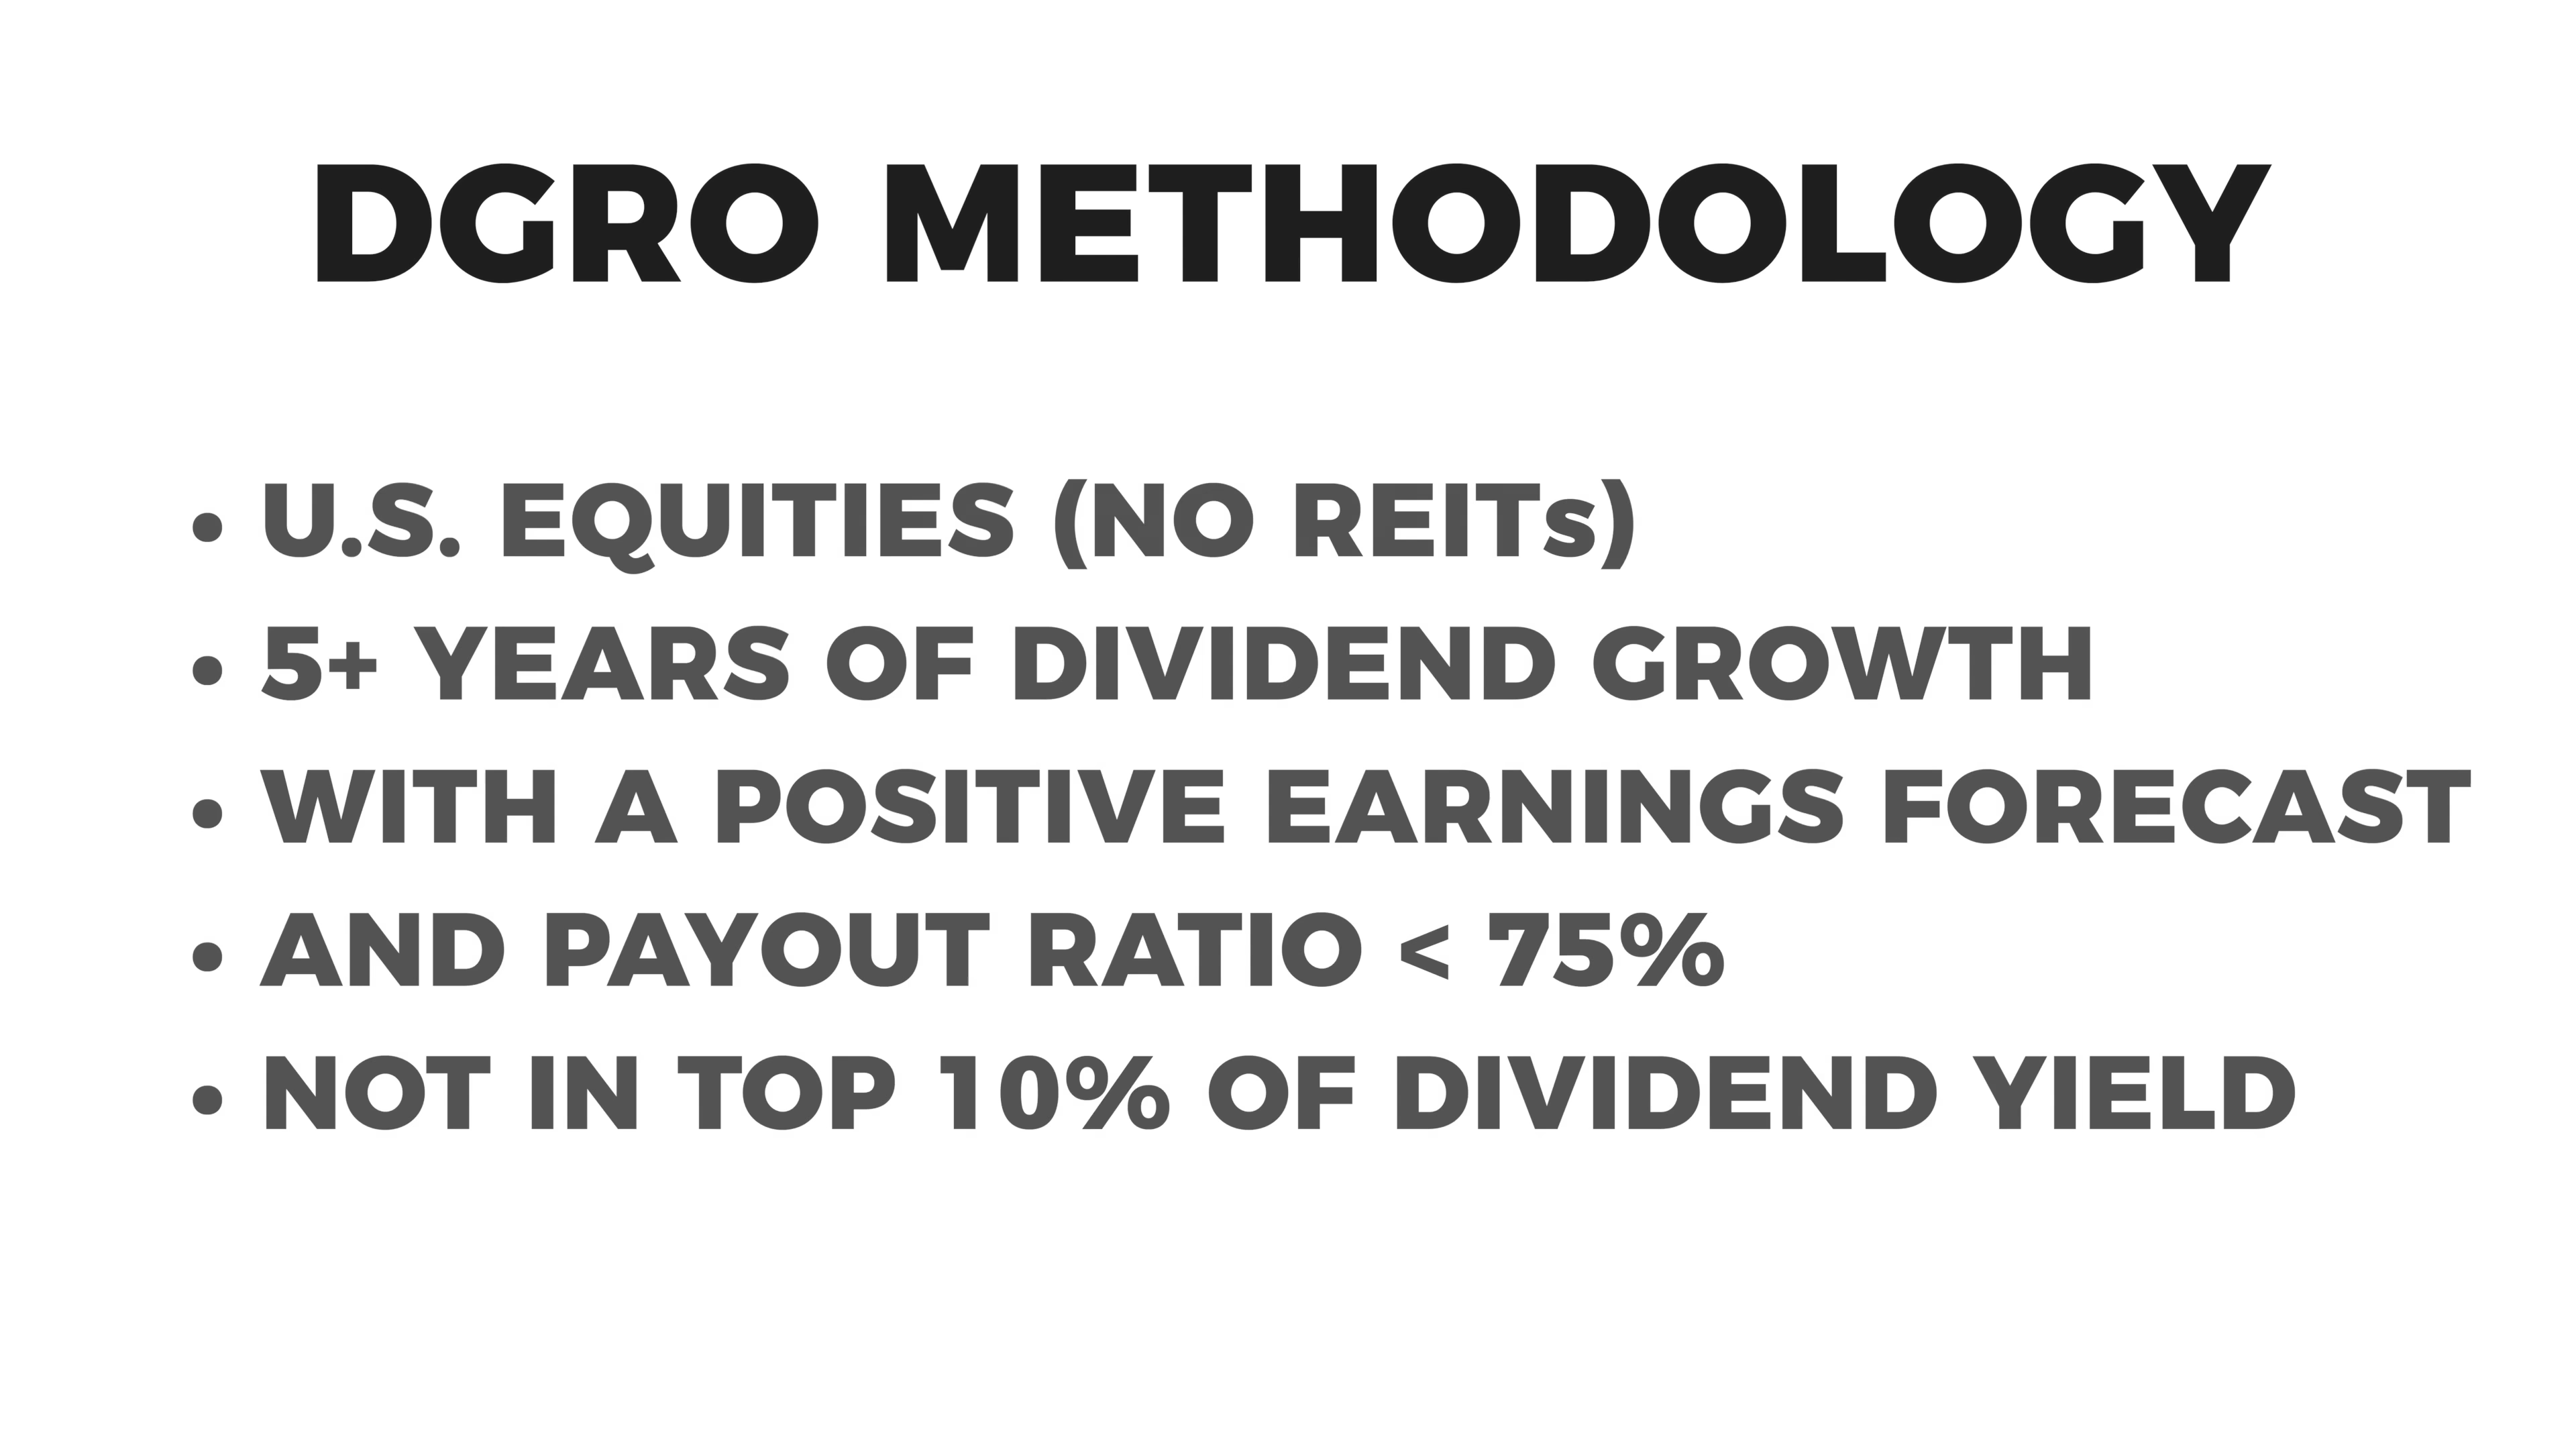 DGRO METHODOLOGY
• U.S. EQUITIES (NO REITs)
• 5+ YEARS OF DIVIDEND GROWTH
• WITH A POSITIVE EARNINGS FORECAST
• AND PAYOUT RATIO < 75%
• NOT IN TOP 10% OF DIVIDEND YIELD